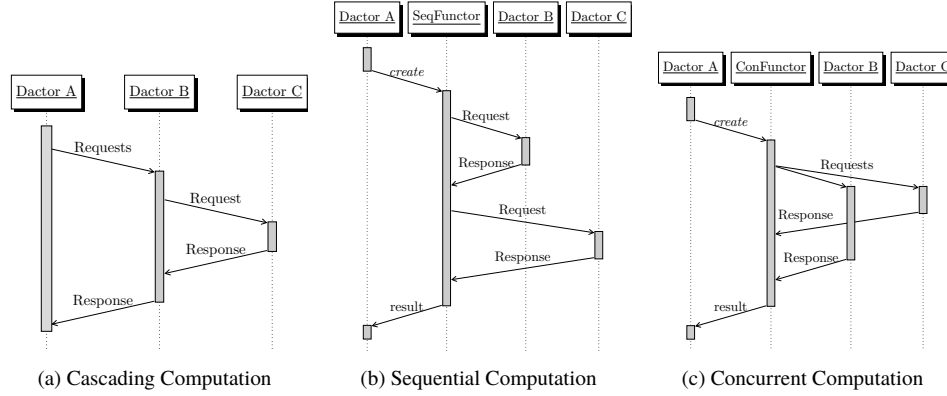 Dactor A
Dactor B
Dactor C
Requests
Request
Response
Response
(a) Cascading Computation
Dactor A
SeqFunctor
Dactor B
Dactor C
create
Request
Response
Request
Response
result
(b) Sequential Computation
Dactor A
ConFunctor
Dactor B
Dactor C
create
Requests
Response
Response
result
(c) Concurrent Computation